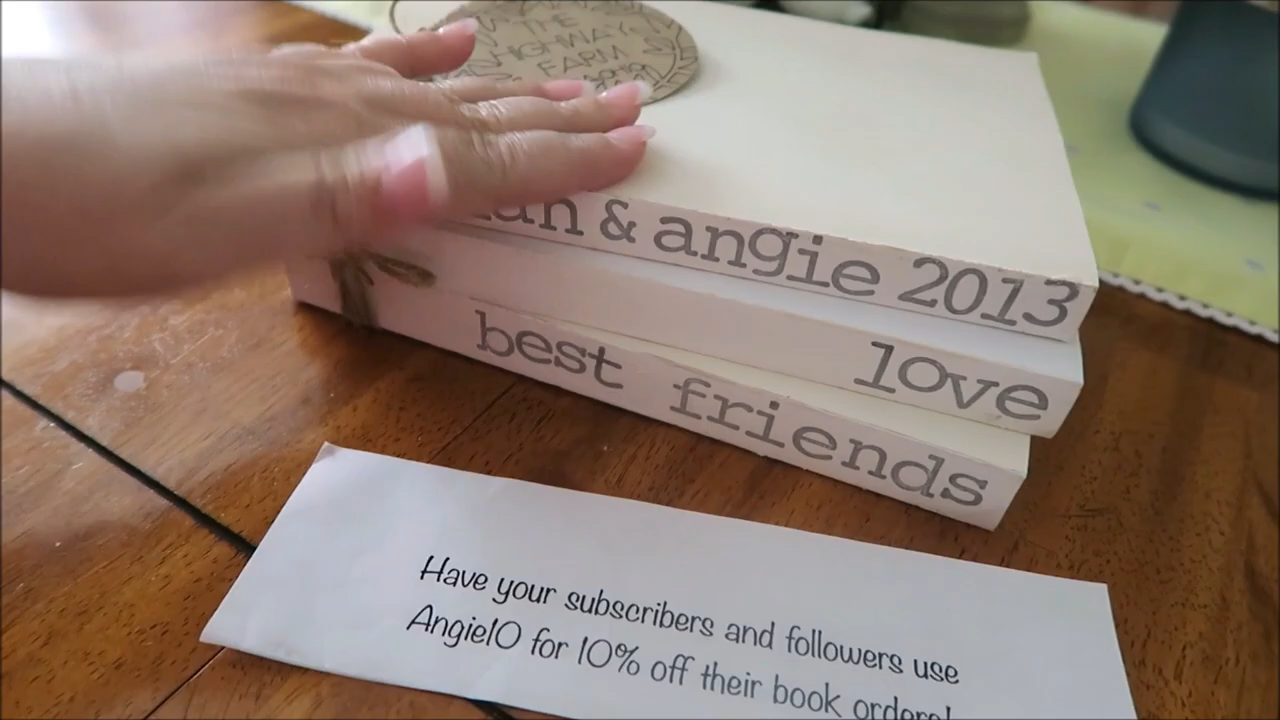 THE
HIGHWAY
FARM
& angie 2013
love
best friends
Have your subscribers and followers use
Angie10 for 10% off their book orders!